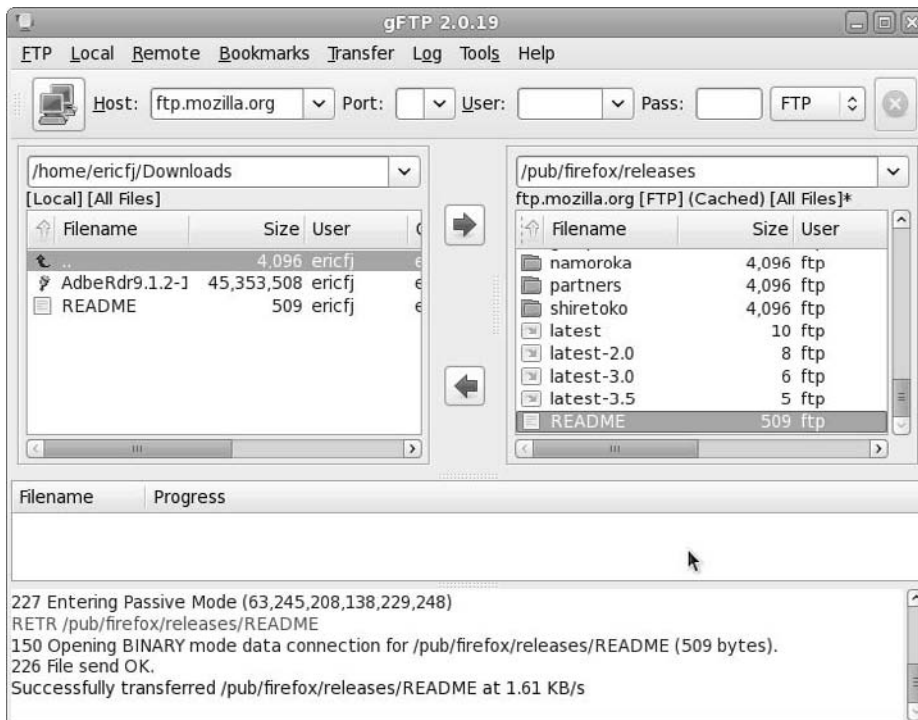 gFTP 2.0.19
FTP Local Remote Bookmarks Transfer Log Tools Help
Host: ftp.mozilla.org Port: User: Pass: FTP
/home/ericfj/Downloads
[Local] [All Files]
Filename Size User
.. 4,096 ericfj
AdbeRdr9.1.2-1 45,353,508 ericfj
README 509 ericfj
/pub/firefox/releases
ftp.mozilla.org [FTP] (Cached) [All Files]*
Filename Size User
namoroka 4,096 ftp
partners 4,096 ftp
shiretoko 4,096 ftp
latest 10 ftp
latest-2.0 8 ftp
latest-3.0 6 ftp
latest-3.5 5 ftp
README 509 ftp
Filename Progress
227 Entering Passive Mode (63,245,208,138,229,248)
RETR /pub/firefox/releases/README
150 Opening BINARY mode data connection for /pub/firefox/releases/README (509 bytes).
226 File send OK.
Successfully transferred /pub/firefox/releases/README at 1.61 KB/s